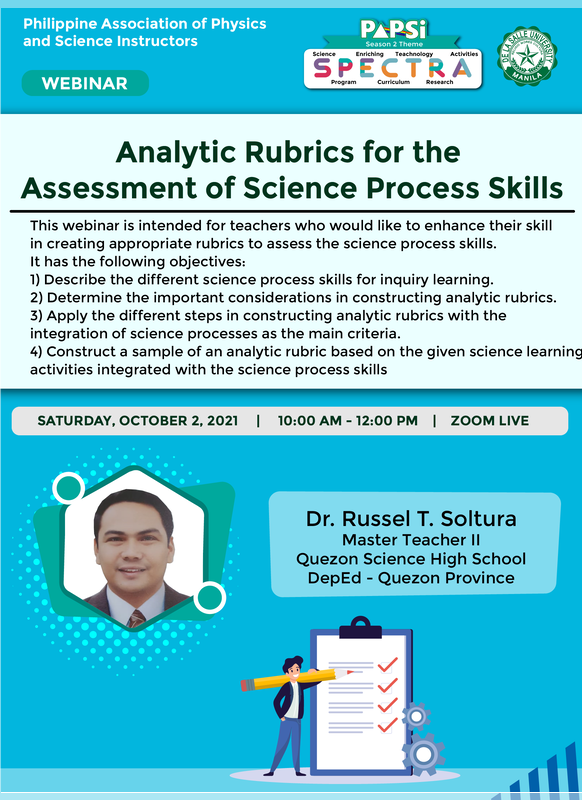 Philippine Association of Physics
and Science Instructors
WEBINAR
PAPSi
Season 2 Theme
Science Enriching Teachnology Activities
SPECTRA
Program Curriculum Research
DE LA SALLE UNIVERSITY
MANILA
Analytic Rubrics for the
Assessment of Science Process Skills
This webinar is intended for teachers who would like to enhance their skill
in creating appropriate rubrics to assess the science process skills.
It has the following objectives:
1) Describe the different science process skills for inquiry learning.
2) Determine the important considerations in constructing analytic rubrics.
3) Apply the different steps in constructing analytic rubrics with the
integration of science processes as the main criteria.
4) Construct a sample of an analytic rubric based on the given science learning
activities integrated with the science process skills
SATURDAY, OCTOBER 2, 2021 | 10:00 AM - 12:00 PM | ZOOM LIVE
Dr. Russel T. Soltura
Master Teacher II
Quezon Science High School
DepEd - Quezon Province